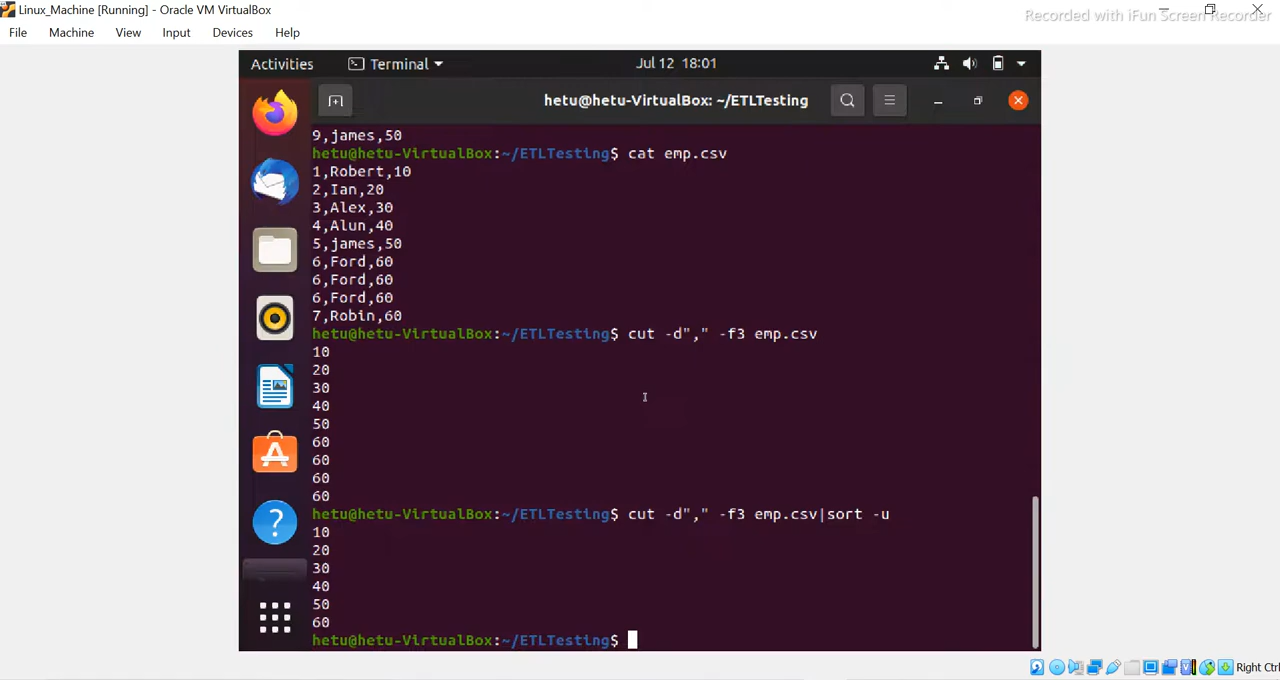 Linux_Machine [Running] - Oracle VM VirtualBox
Recorded with iFun Screen Recorder
File Machine View Input Devices Help
Activities Terminal Jul 12 18:01
hetu@hetu-VirtualBox: ~/ETLTesting
9,james,50
hetu@hetu-VirtualBox:~/ETLTesting$ cat emp.csv
1,Robert,10
2,Ian,20
3,Alex,30
4,Alun,40
5,james,50
6,Ford,60
6,Ford,60
6,Ford,60
7,Robin,60
hetu@hetu-VirtualBox:~/ETLTesting$ cut -d"," -f3 emp.csv
10
20
30
40
50
60
60
60
60
hetu@hetu-VirtualBox:~/ETLTesting$ cut -d"," -f3 emp.csv|sort -u
10
20
30
40
50
60
hetu@hetu-VirtualBox:~/ETLTesting$
Right Ctrl